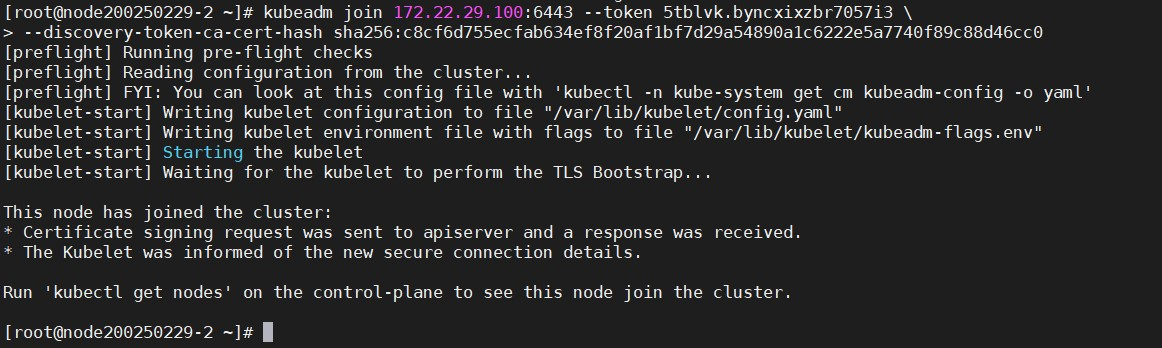 [root@node200250229-2 ~]# kubeadm join 172.22.29.100:6443 --token 5tblvk.byncxixzbr7057i3 \
> --discovery-token-ca-cert-hash sha256:c8cf6d755ecfab634ef8f20af1bf7d29a54890a1c6222e5a7740f89c88d46cc0
[preflight] Running pre-flight checks
[preflight] Reading configuration from the cluster...
[preflight] FYI: You can look at this config file with 'kubectl -n kube-system get cm kubeadm-config -o yaml'
[kubelet-start] Writing kubelet configuration to file "/var/lib/kubelet/config.yaml"
[kubelet-start] Writing kubelet environment file with flags to file "/var/lib/kubelet/kubeadm-flags.env"
[kubelet-start] Starting the kubelet
[kubelet-start] Waiting for the kubelet to perform the TLS Bootstrap...
This node has joined the cluster:
* Certificate signing request was sent to apiserver and a response was received.
* The Kubelet was informed of the new secure connection details.
Run 'kubectl get nodes' on the control-plane to see this node join the cluster.
[root@node200250229-2 ~]#